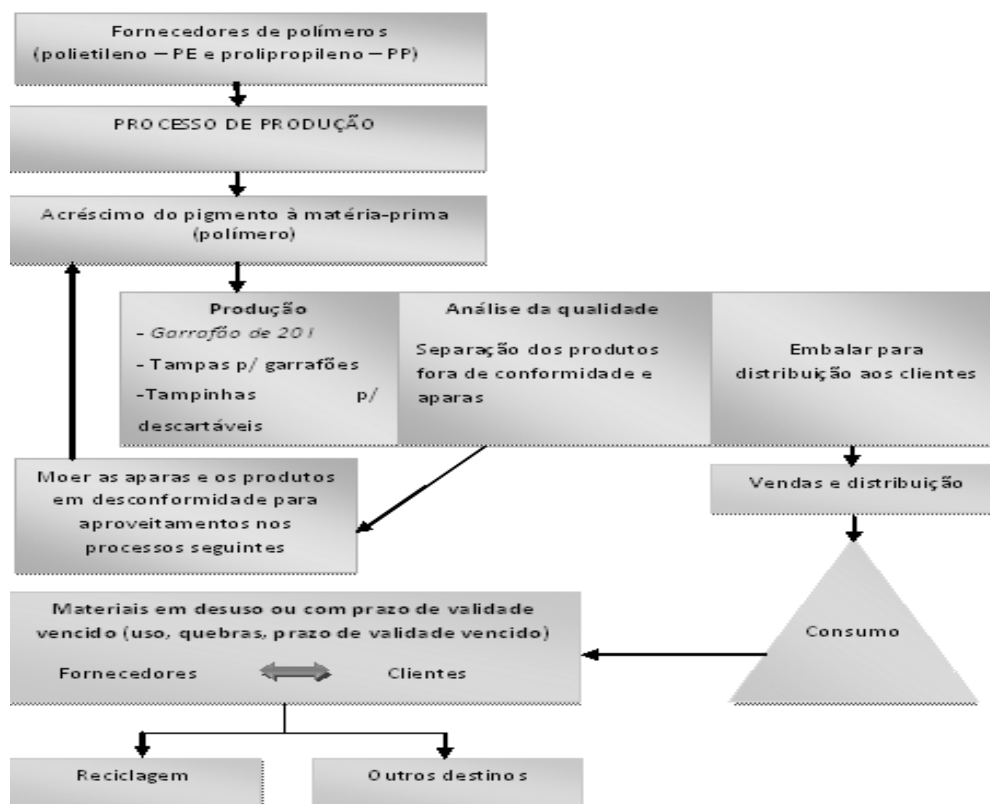 Fornecedores de polímeros
(polietileno – PE e prolipropileno – PP)
PROCESSO DE PRODUÇÃO
Acréscimo do pigmento à matéria-prima
(polímero)
Produção
- Garrafão de 20 l
- Tampas p/ garrafões
-Tampinhas p/
descartáveis
Análise da qualidade
Separação dos produtos
fora de conformidade e
aparas
Embalar para
distribuição aos clientes
Moer as aparas e os produtos
em desconformidade para
aproveitamentos nos
processos seguintes
Vendas e distribuição
Consumo
Materiais em desuso ou com prazo de validade
vencido (uso, quebras, prazo de validade vencido)
Fornecedores Clientes
Reciclagem
Outros destinos